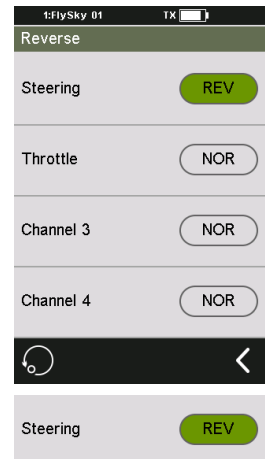 1:FlySky 01 TX
Reverse
Steering REV
Throttle NOR
Channel 3 NOR
Channel 4 NOR
Steering REV